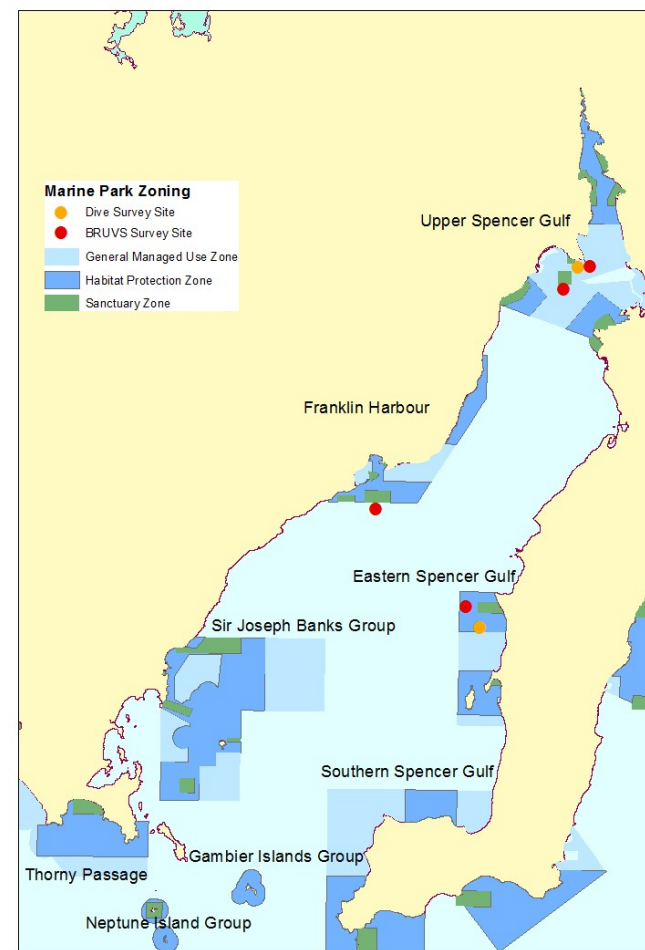 Marine Park Zoning
Dive Survey Site
BRUVS Survey Site
General Managed Use Zone
Habitat Protection Zone
Sanctuary Zone
Upper Spencer Gulf
Franklin Harbour
Eastern Spencer Gulf
Sir Joseph Banks Group
Southern Spencer Gulf
Gambier Islands Group
Thorny Passage
Neptune Island Group